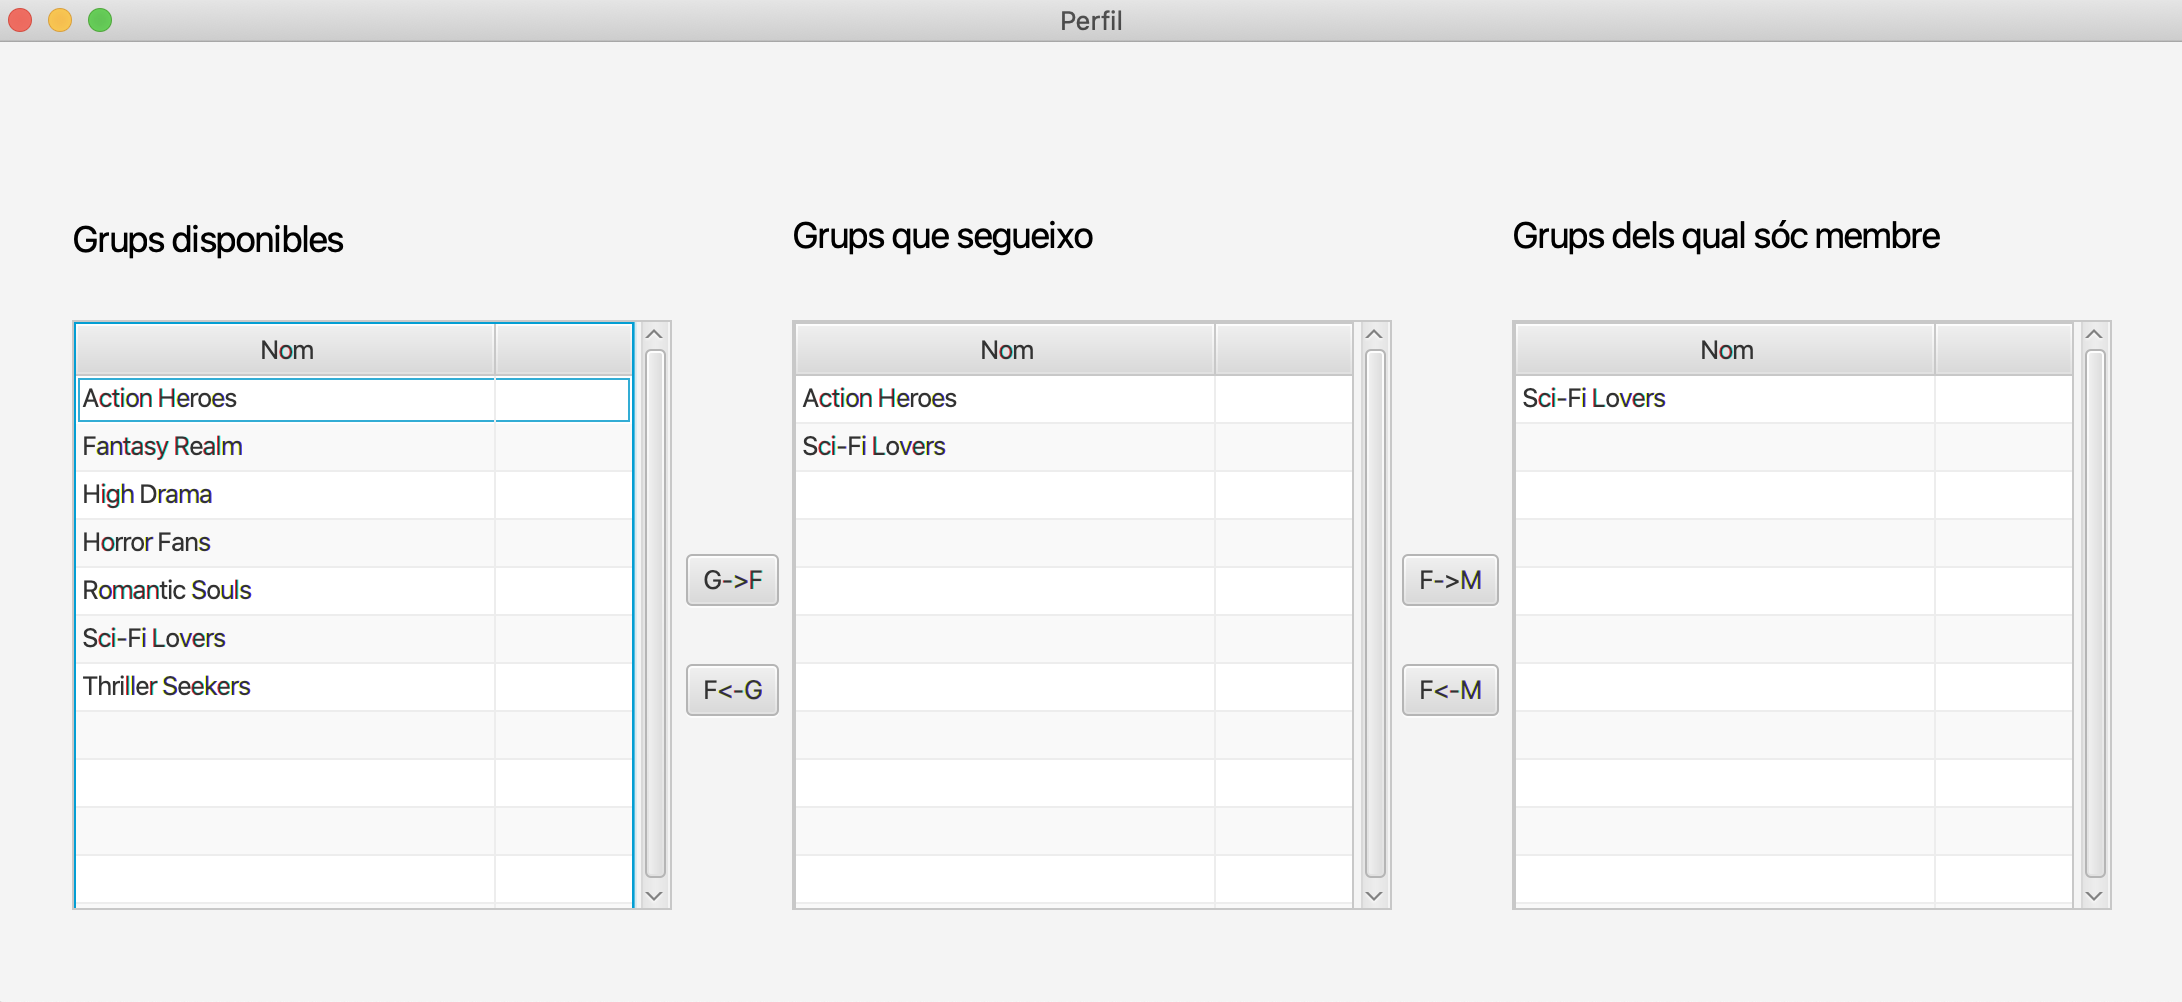 Perfil
Grups disponibles
Nom
Action Heroes
Fantasy Realm
High Drama
Horror Fans
Romantic Souls
Sci-Fi Lovers
Thriller Seekers
G->F
F<-G
Grups que segueixo
Nom
Action Heroes
Sci-Fi Lovers
F->M
F<-M
Grups dels qual sóc membre
Nom
Sci-Fi Lovers